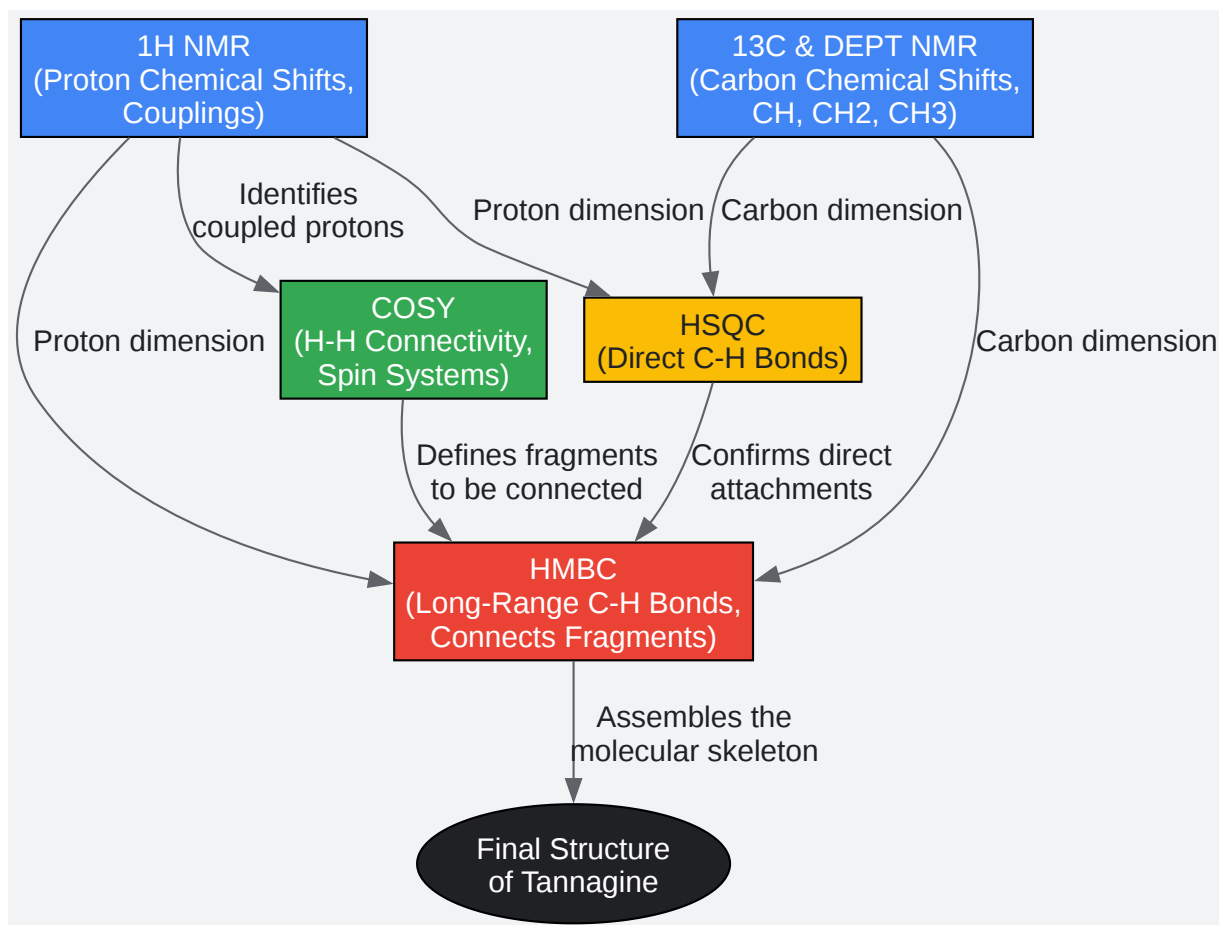 1H NMR
(Proton Chemical Shifts,
Couplings)
13C & DEPT NMR
(Carbon Chemical Shifts,
CH, CH2, CH3)
Identifies
coupled protons
Proton dimension
Carbon dimension
COSY
(H-H Connectivity,
Spin Systems)
HSQC
(Direct C-H Bonds)
Proton dimension
Carbon dimension
Defines fragments
to be connected
Confirms direct
attachments
HMBC
(Long-Range C-H Bonds,
Connects Fragments)
Assembles the
molecular skeleton
Final Structure
of Tannagine